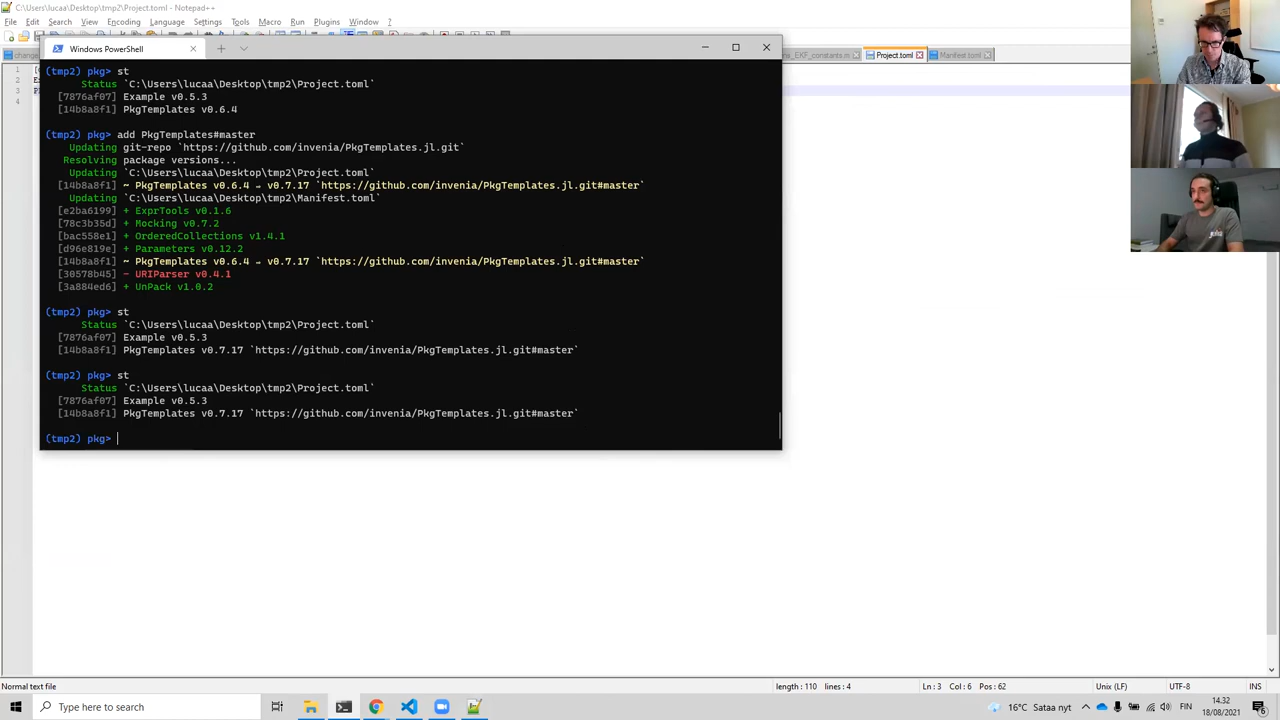 C:\Users\lucaa\Desktop\tmp2\Project.toml - Notepad++
File Edit Search View Encoding Language Settings Tools Macro Run Plugins Window ?
Windows PowerShell
_EKF_constants.m
Project.toml
Manifest.toml
1
2
3
(tmp2) pkg> st
Status `C:\Users\lucaa\Desktop\tmp2\Project.toml`
[7876af07] Example v0.5.3
[14b8a8f1] PkgTemplates v0.6.4
(tmp2) pkg> add PkgTemplates#master
Updating git-repo `https://github.com/invenia/PkgTemplates.jl.git`
Resolving package versions...
Updating `C:\Users\lucaa\Desktop\tmp2\Project.toml`
[14b8a8f1] ~ PkgTemplates v0.6.4 → v0.7.17 `https://github.com/invenia/PkgTemplates.jl.git#master`
Updating `C:\Users\lucaa\Desktop\tmp2\Manifest.toml`
[e2ba6199] + ExprTools v0.1.6
[78c3b35d] + Mocking v0.7.2
[bac558e1] + OrderedCollections v1.4.1
[d96e819e] + Parameters v0.12.2
[14b8a8f1] ~ PkgTemplates v0.6.4 → v0.7.17 `https://github.com/invenia/PkgTemplates.jl.git#master`
[30578b45] - URIParser v0.4.1
[3a884ed6] + UnPack v1.0.2
(tmp2) pkg> st
Status `C:\Users\lucaa\Desktop\tmp2\Project.toml`
[7876af07] Example v0.5.3
[14b8a8f1] PkgTemplates v0.7.17 `https://github.com/invenia/PkgTemplates.jl.git#master`
(tmp2) pkg> st
Status `C:\Users\lucaa\Desktop\tmp2\Project.toml`
[7876af07] Example v0.5.3
[14b8a8f1] PkgTemplates v0.7.17 `https://github.com/invenia/PkgTemplates.jl.git#master`
(tmp2) pkg>
Normal text file
length : 110 lines : 4
Ln : 3 Col : 6 Pos : 62
Unix (LF)
UTF-8
INS
Type here to search
16°C Sataa nyt
FIN
14.32
18/08/2021